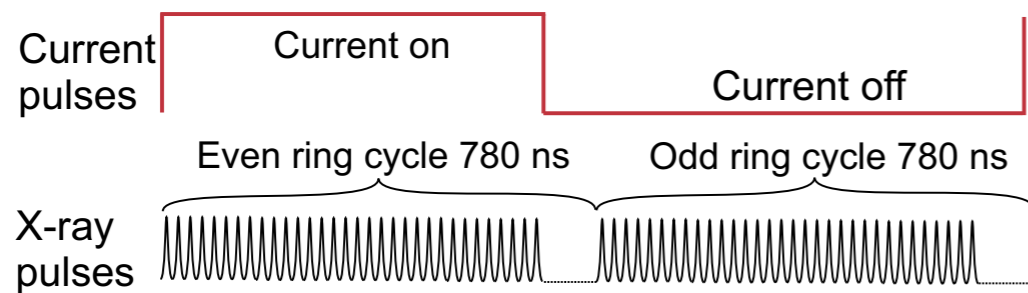 Current
pulses
Current on
Current off
Even ring cycle 780 ns
Odd ring cycle 780 ns
X-ray
pulses